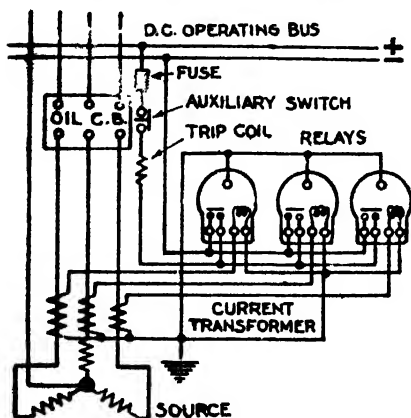 D.C. OPERATING BUS
+
−
FUSE
OIL C.B.
AUXILIARY SWITCH
TRIP COIL
RELAYS
CURRENT
TRANSFORMER
SOURCE